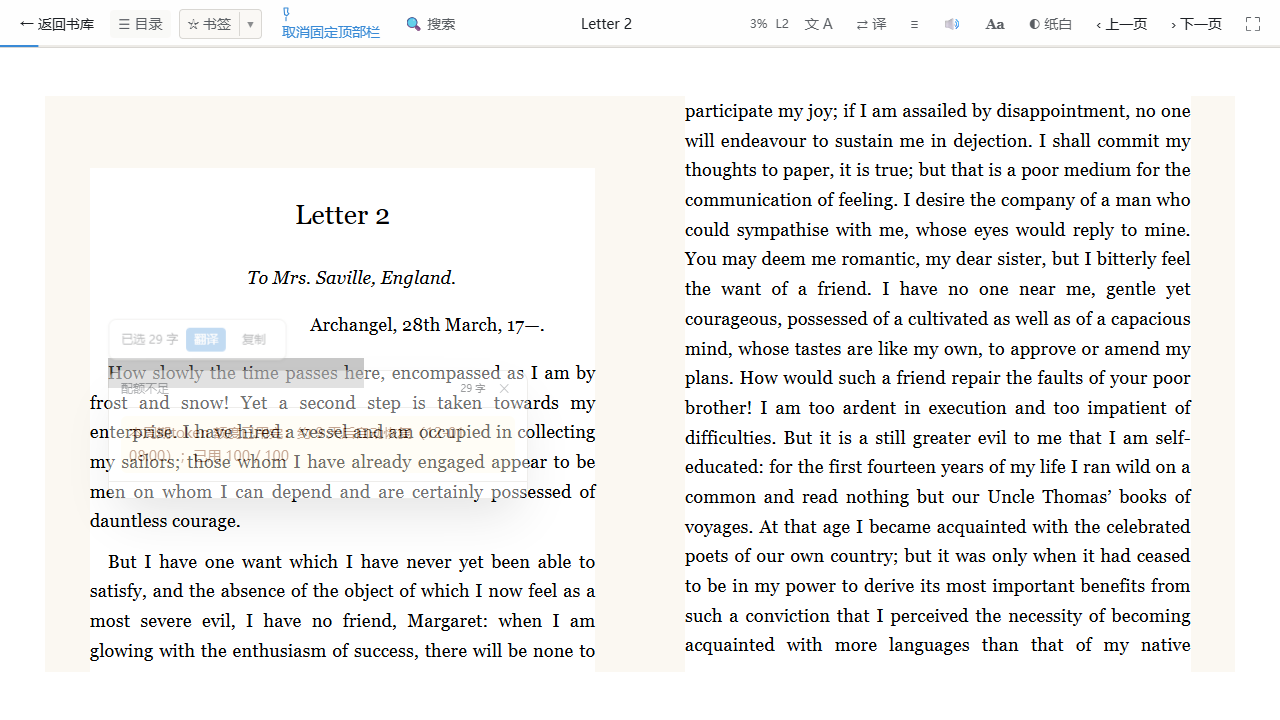 ← 返回书库 ☰ 目录 ☆ 书签 ▾ 取消固定顶部栏 搜索 Letter 2 3% L2 文 A ⇄ 译 ≡ Aa 纸白 ‹ 上一页 › 下一页
Letter 2
To Mrs. Saville, England.
Archangel, 28th March, 17—.
已选 29 字 翻译 复制
How slowly the time passes here, encompassed as I am by
配额不足 29 字
frost and snow! Yet a second step is taken towards my
enterprise. I have hired a vessel and am occupied in collecting
my sailors; those whom I have already engaged appear to be
已用 100 / 100
men on whom I can depend and are certainly possessed of
dauntless courage.
But I have one want which I have never yet been able to
satisfy, and the absence of the object of which I now feel as a
most severe evil, I have no friend, Margaret: when I am
glowing with the enthusiasm of success, there will be none to
participate my joy; if I am assailed by disappointment, no one
will endeavour to sustain me in dejection. I shall commit my
thoughts to paper, it is true; but that is a poor medium for the
communication of feeling. I desire the company of a man who
could sympathise with me, whose eyes would reply to mine.
You may deem me romantic, my dear sister, but I bitterly feel
the want of a friend. I have no one near me, gentle yet
courageous, possessed of a cultivated as well as of a capacious
mind, whose tastes are like my own, to approve or amend my
plans. How would such a friend repair the faults of your poor
brother! I am too ardent in execution and too impatient of
difficulties. But it is a still greater evil to me that I am self-
educated: for the first fourteen years of my life I ran wild on a
common and read nothing but our Uncle Thomas’ books of
voyages. At that age I became acquainted with the celebrated
poets of our own country; but it was only when it had ceased
to be in my power to derive its most important benefits from
such a conviction that I perceived the necessity of becoming
acquainted with more languages than that of my native